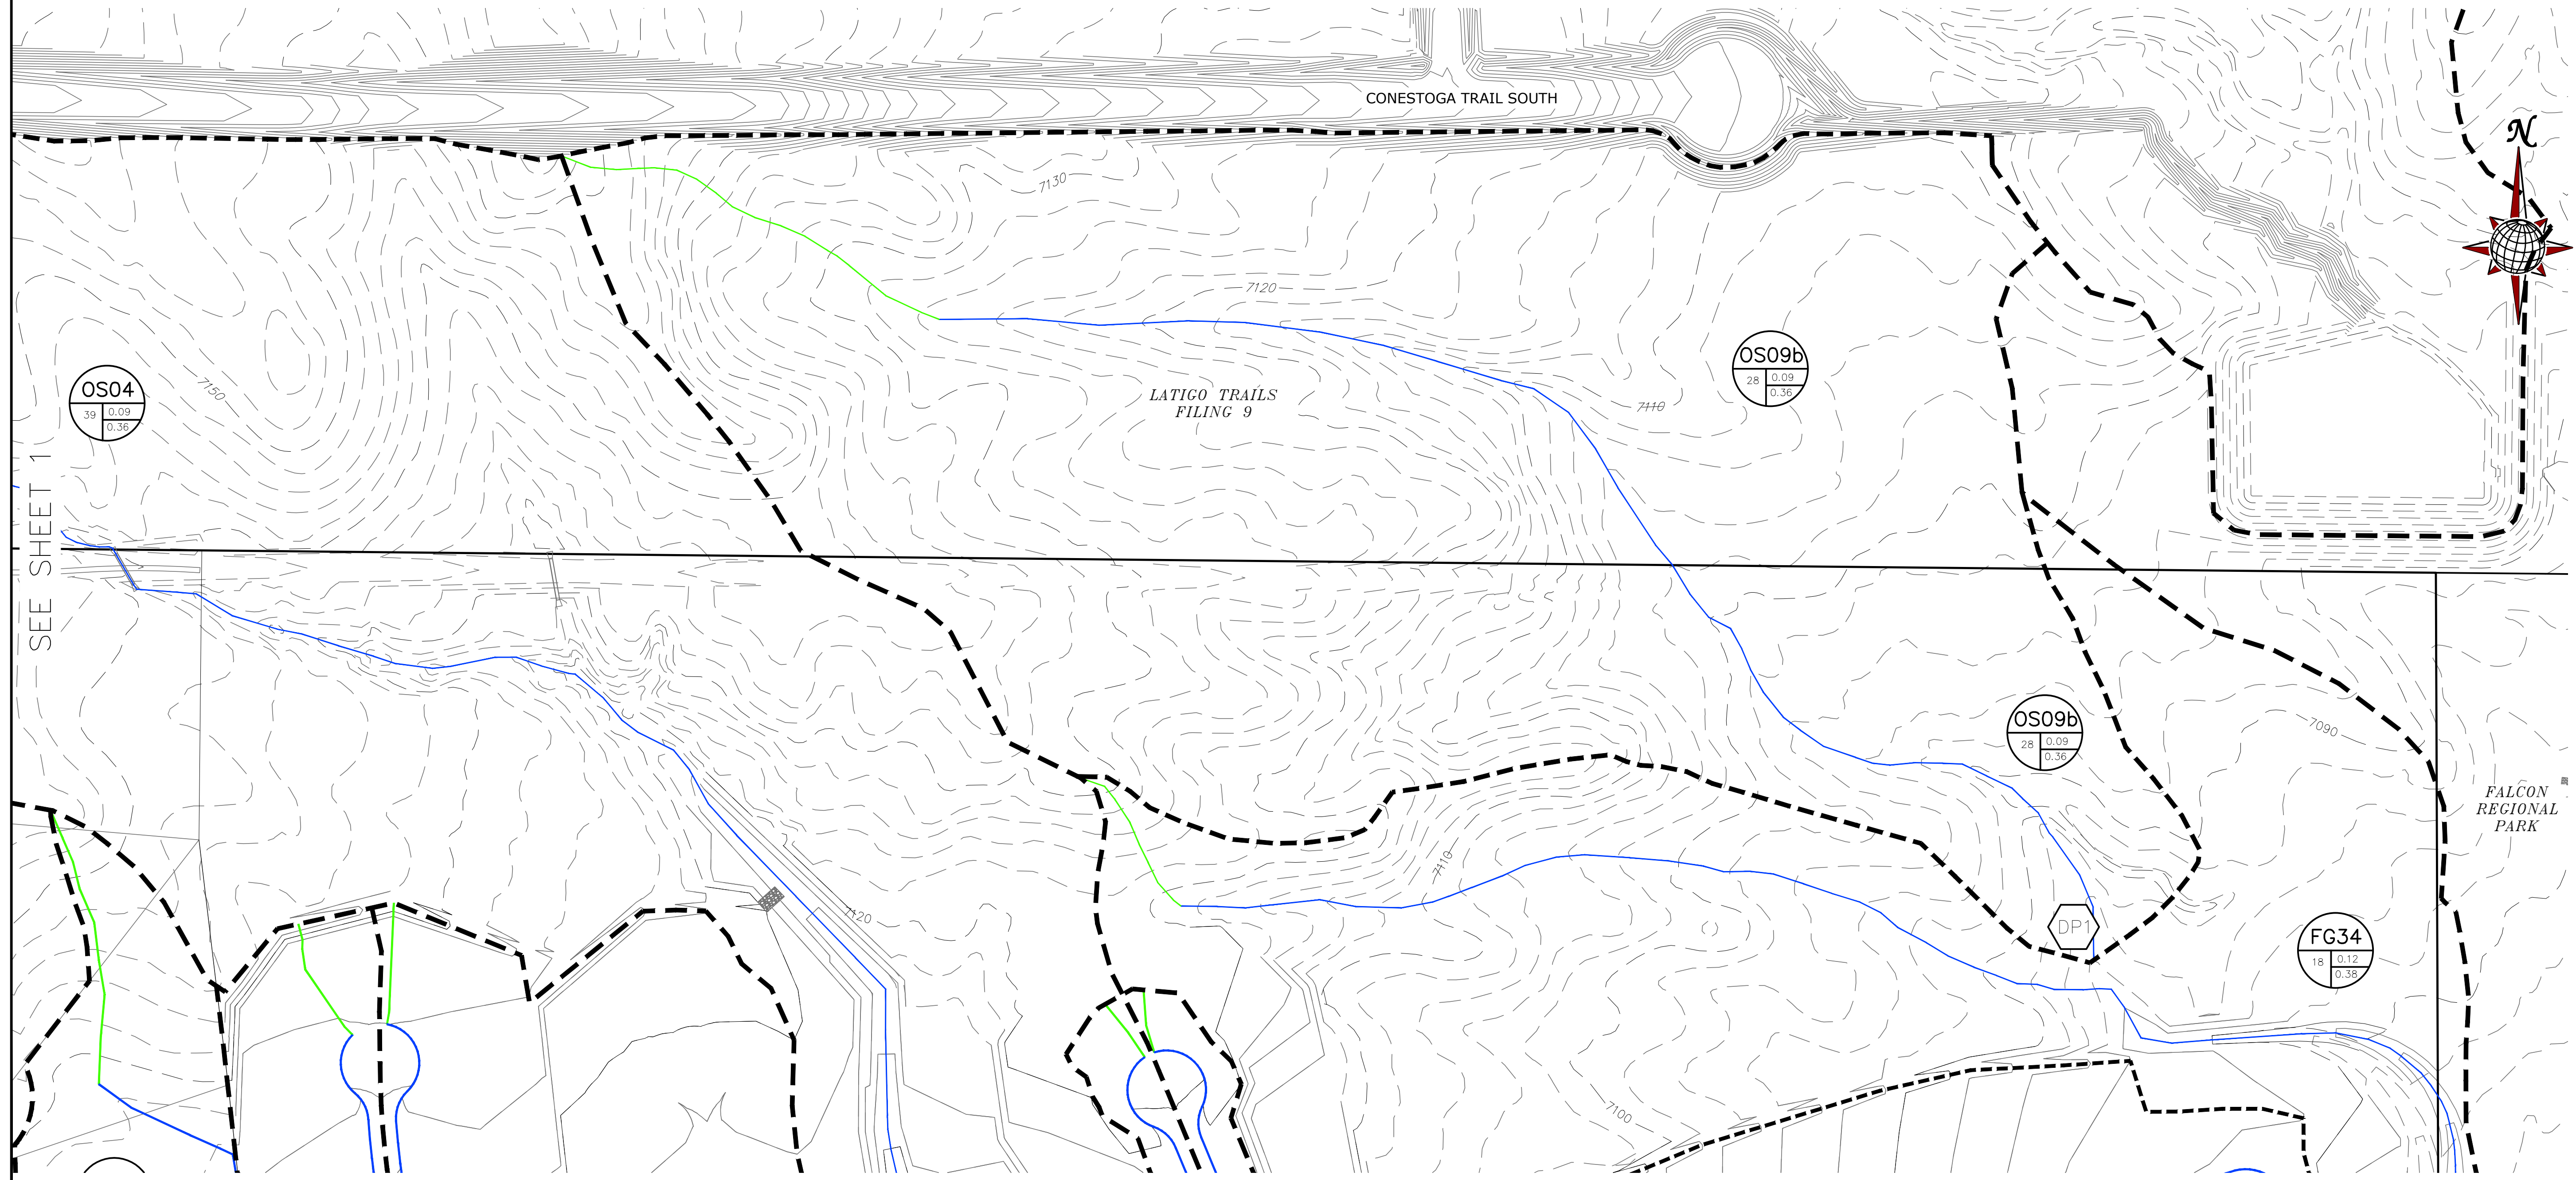 CONESTOGA TRAIL SOUTH
N
7130
7120
OS09b
28
0.09
0.36
OS04
39
0.09
0.36
7150
LATIGO TRAILS
FILING 9
7110
SEE SHEET 1
OS09b
28
0.09
0.36
7090
FALCON
REGIONAL
PARK
7110
7120
DP1
FG34
18
0.12
0.38
7100